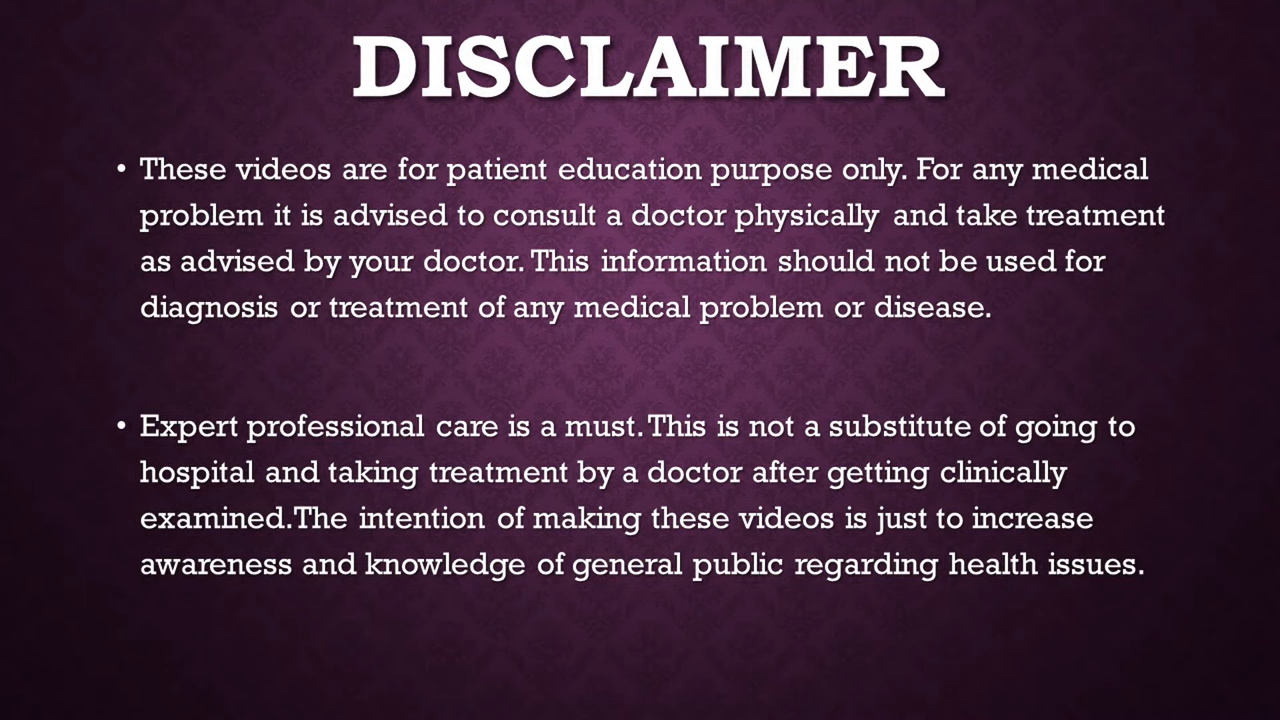 DISCLAIMER
• These videos are for patient education purpose only. For any medical
problem it is advised to consult a doctor physically and take treatment
as advised by your doctor. This information should not be used for
diagnosis or treatment of any medical problem or disease.
• Expert professional care is a must. This is not a substitute of going to
hospital and taking treatment by a doctor after getting clinically
examined.The intention of making these videos is just to increase
awareness and knowledge of general public regarding health issues.